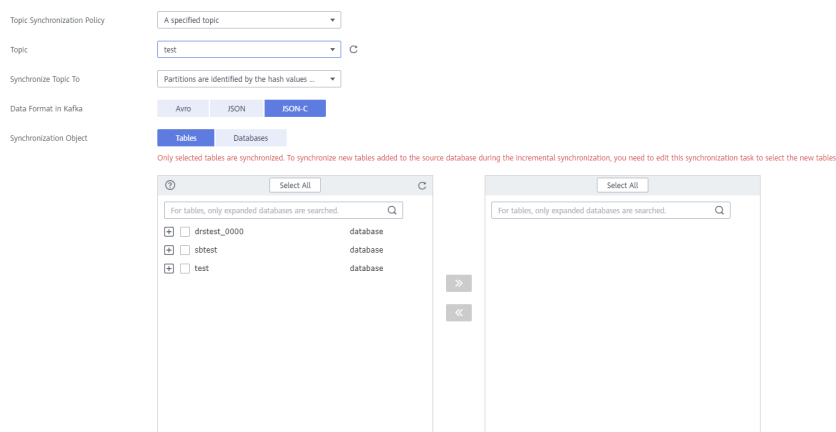 Topic Synchronization Policy
A specified topic
Topic
test
Synchronize Topic To
Partitions are identified by the hash values ...
Data Format in Kafka
Avro JSON JSON-C
Synchronization Object
Tables Databases
Only selected tables are synchronized. To synchronize new tables added to the source database during the incremental synchronization, you need to edit this synchronization task to select the new tables
Select All
For tables, only expanded databases are searched.
drstest_0000 database
sbtest database
test database
Select All
For tables, only expanded databases are searched.